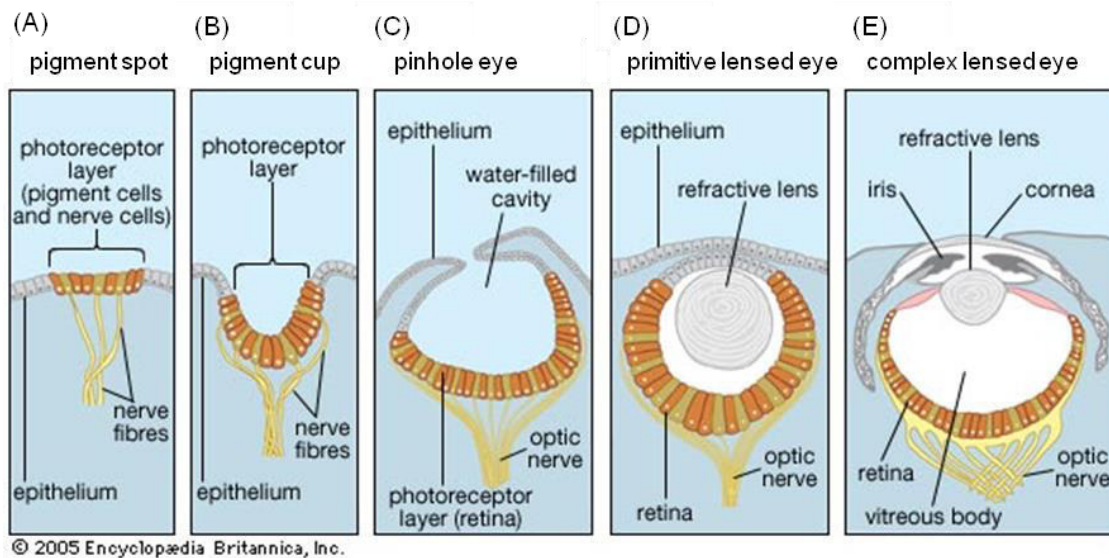 (A)
pigment spot
photoreceptor
layer
(pigment cells
and nerve cells)
nerve
fibres
epithelium
(B)
pigment cup
photoreceptor
layer
nerve
fibres
epithelium
(C)
pinhole eye
epithelium
water-filled
cavity
optic
nerve
photoreceptor
layer (retina)
(D)
primitive lensed eye
epithelium
refractive lens
optic
nerve
retina
(E)
complex lensed eye
refractive lens
iris
cornea
retina
optic
nerve
vitreous body
© 2005 Encyclopædia Britannica, Inc.